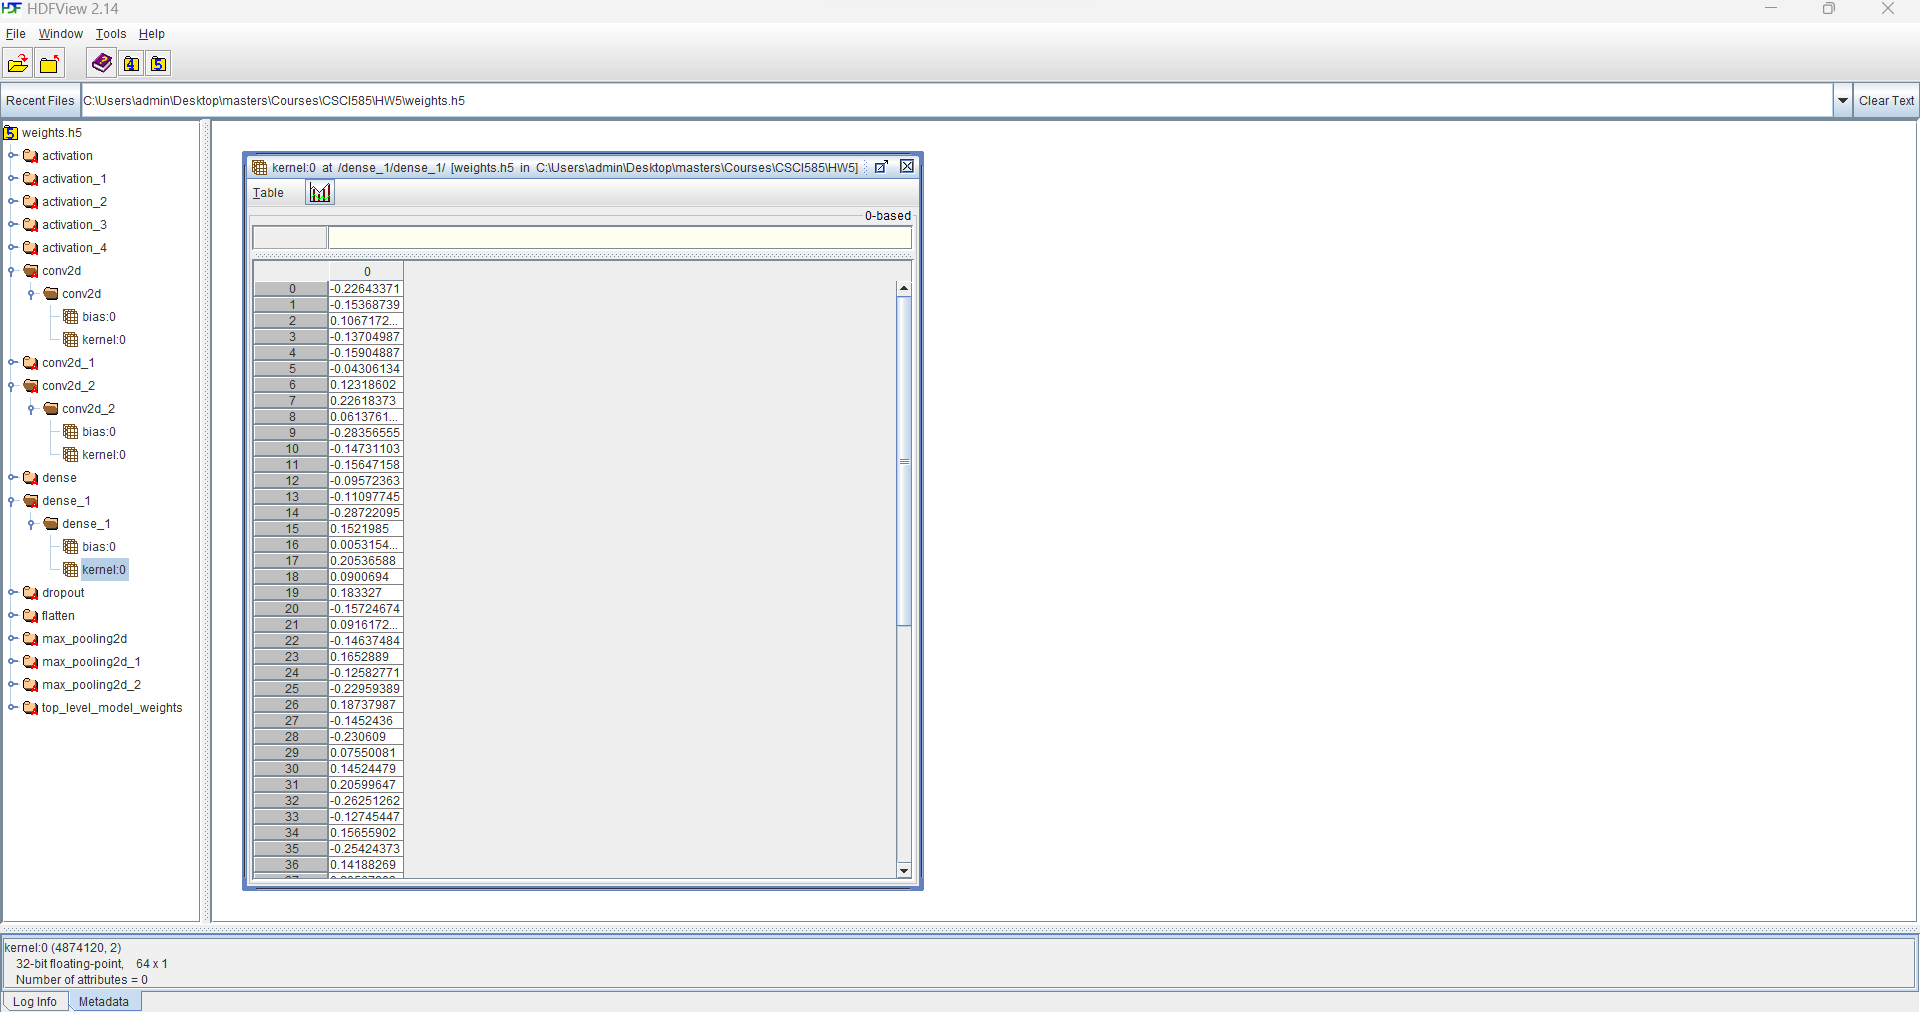 HDFView 2.14
File Window Tools Help
Recent Files C:\Users\admin\Desktop\masters\Courses\CSCI585\HW5\weights.h5 Clear Text
weights.h5
activation
activation_1
activation_2
activation_3
activation_4
conv2d
conv2d
bias:0
kernel:0
conv2d_1
conv2d_2
conv2d_2
bias:0
kernel:0
dense
dense_1
dense_1
bias:0
kernel:0
dropout
flatten
max_pooling2d
max_pooling2d_1
max_pooling2d_2
top_level_model_weights
kernel:0 at /dense_1/dense_1/ [weights.h5 in C:\Users\admin\Desktop\masters\Courses\CSCI585\HW5]
Table
0-based
0
0 -0.22643371
1 -0.15368739
2 0.1067172...
3 -0.13704987
4 -0.15904887
5 -0.04306134
6 0.12318602
7 0.22618373
8 0.0613761...
9 -0.28356555
10 -0.14731103
11 -0.15647158
12 -0.09572363
13 -0.11097745
14 -0.28722095
15 0.1521985
16 0.0053154...
17 0.20536588
18 0.0900694
19 0.183327
20 -0.15724674
21 0.0916172...
22 -0.14637484
23 0.1652889
24 -0.12582771
25 -0.22959389
26 0.18737987
27 -0.1452436
28 -0.230609
29 0.07550081
30 0.14524479
31 0.20599647
32 -0.26251262
33 -0.12745447
34 0.15655902
35 -0.25424373
36 0.14188269
kernel:0 (4874120, 2)
32-bit floating-point, 64 x 1
Number of attributes = 0
Log Info Metadata